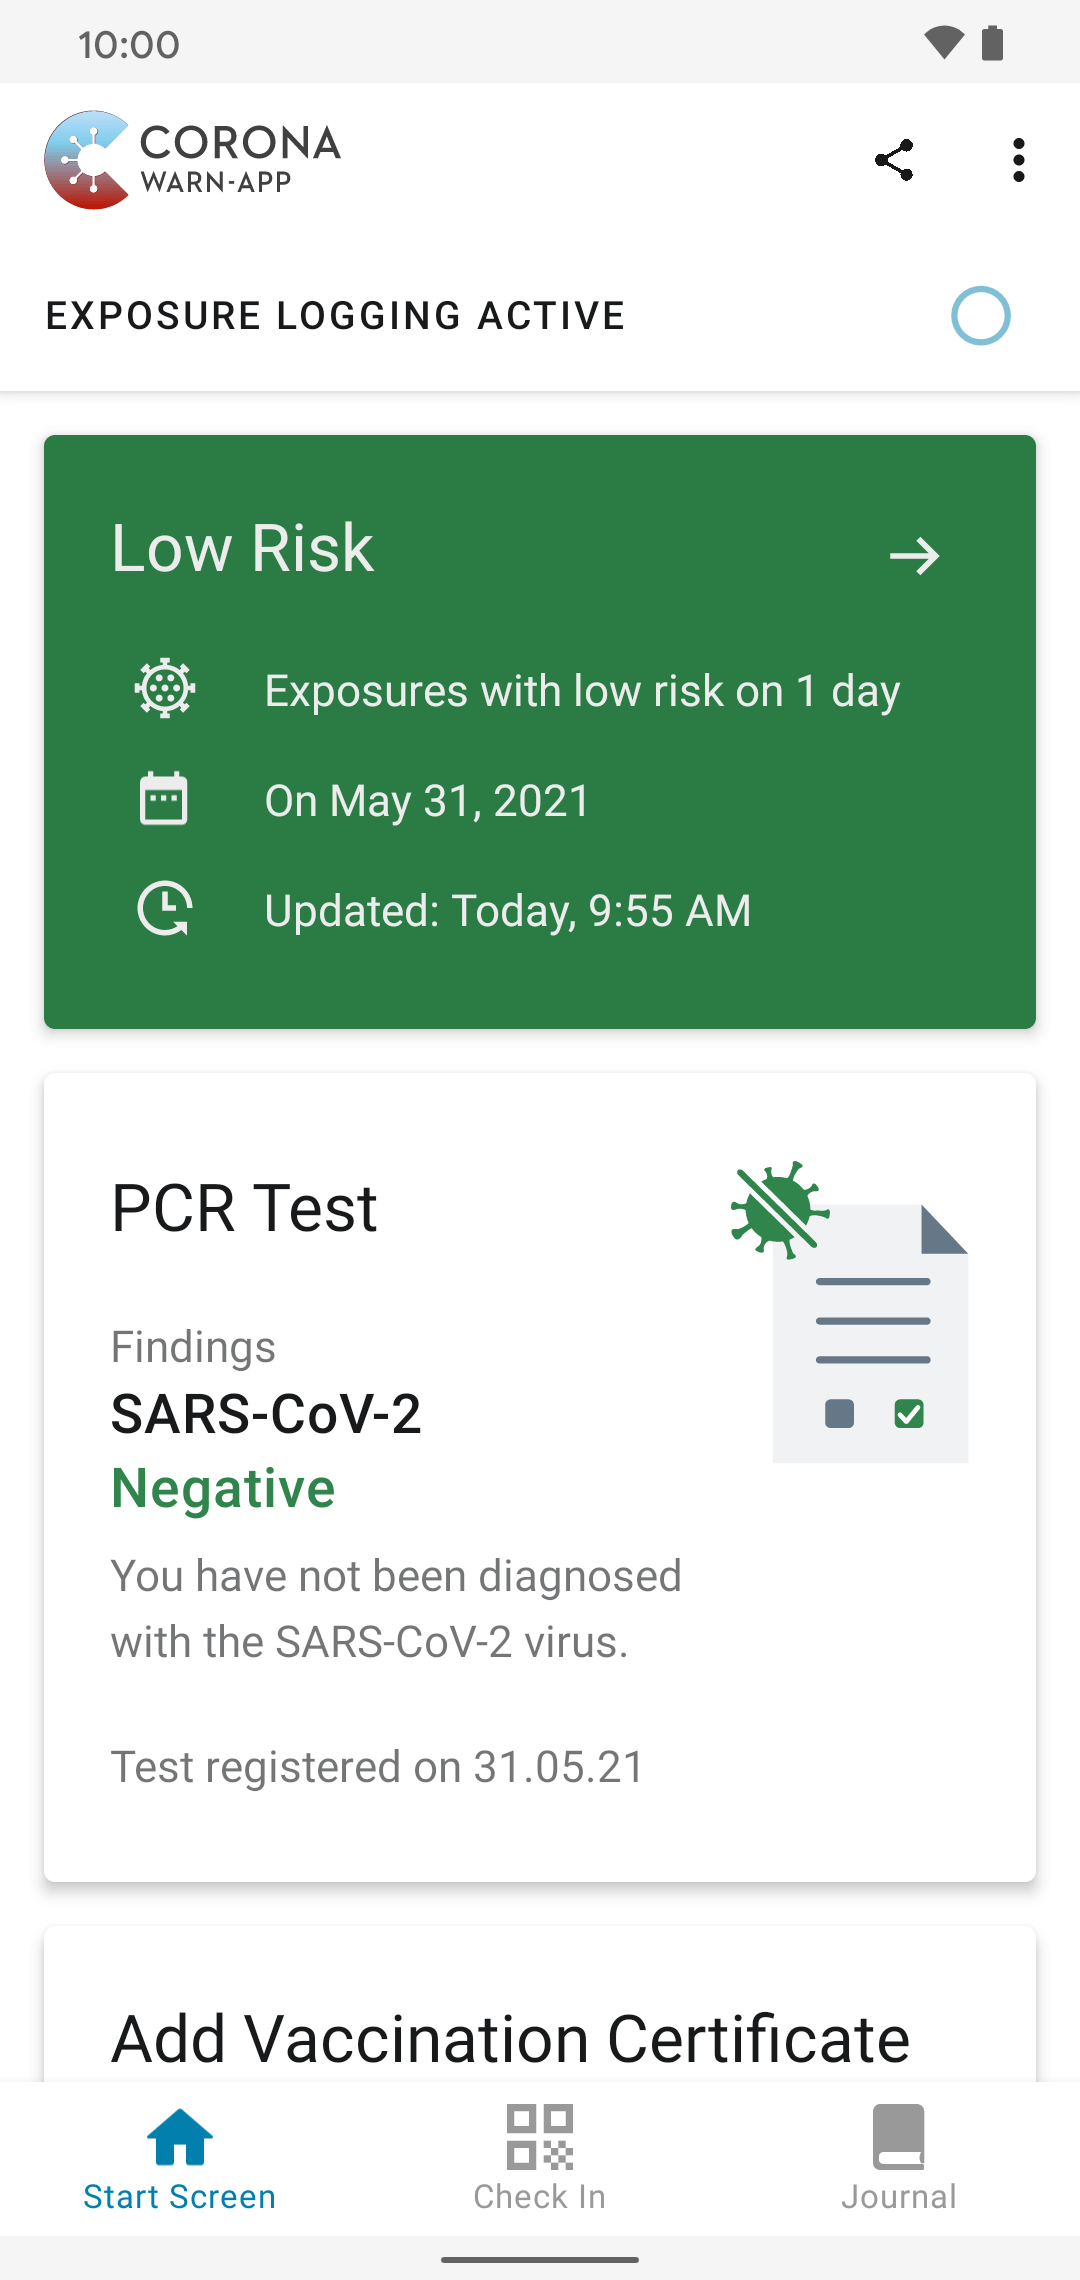 10:00
CORONA
WARN-APP
EXPOSURE LOGGING ACTIVE
Low Risk
Exposures with low risk on 1 day
On May 31, 2021
Updated: Today, 9:55 AM
PCR Test
Findings
SARS-CoV-2
Negative
You have not been diagnosed
with the SARS-CoV-2 virus.
Test registered on 31.05.21
Add Vaccination Certificate
Start Screen
Check In
Journal